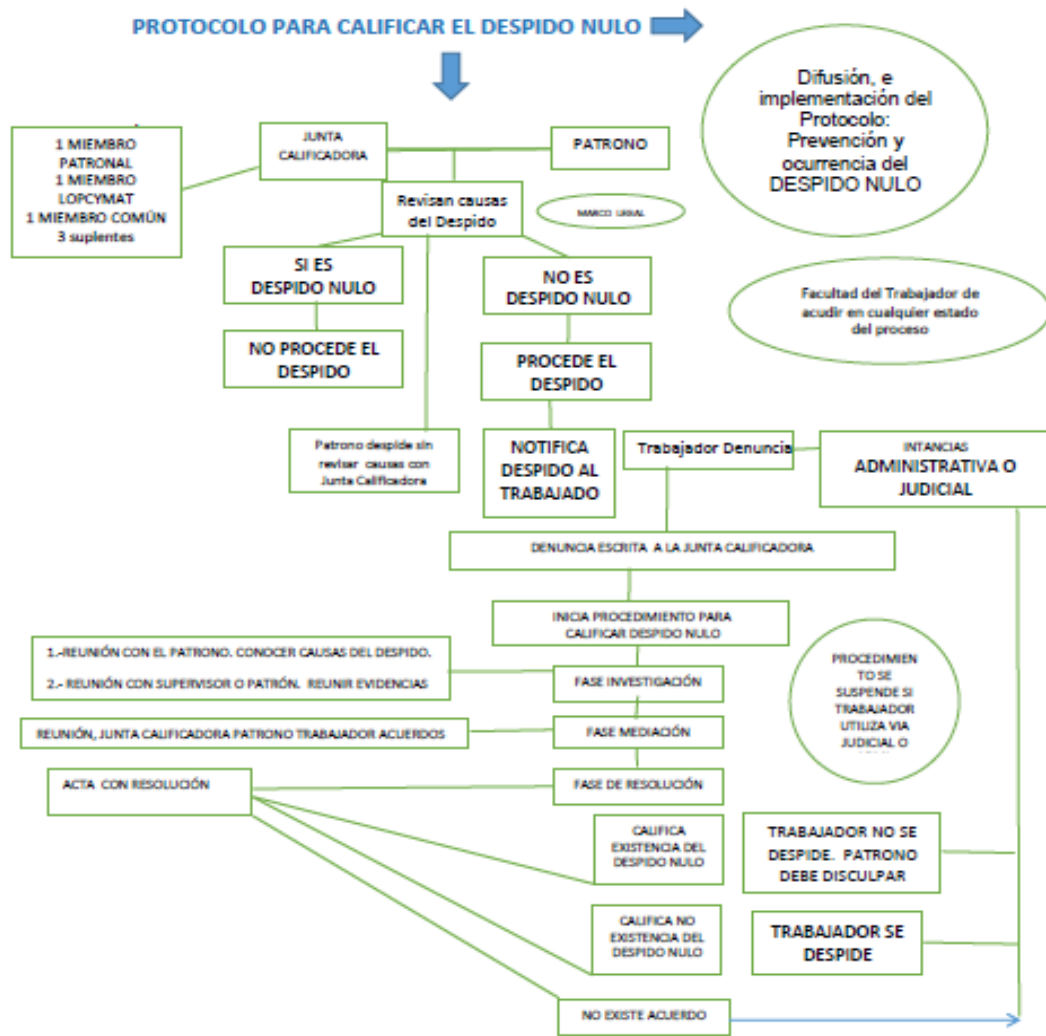 PROTOCOLO PARA CALIFICAR EL DESPIDO NULO
Difusión, e
implementación del
Protocolo:
Prevención y
ocurrencia del
DESPIDO NULO
1 MIEMBRO
PATRONAL
1 MIEMBRO
LOPCYMAT
1 MIEMBRO COMÚN
3 suplentes
JUNTA
CALIFICADORA
PATRONO
Revisan causas
del Despido
MARCO LEGAL
SI ES
DESPIDO NULO
NO ES
DESPIDO NULO
Facultad del Trabajador de
acudir en cualquier estado
del proceso
NO PROCEDE EL
DESPIDO
PROCEDE EL
DESPIDO
Patrono despide sin
revisar causas con
Junta Calificadora
NOTIFICA
DESPIDO AL
TRABAJADO
Trabajador Denuncia
INTANCIAS
ADMINISTRATIVA O
JUDICIAL
DENUNCIA ESCRITA A LA JUNTA CALIFICADORA
INICIA PROCEDIMIENTO PARA
CALIFICAR DESPIDO NULO
1.-REUNIÓN CON EL PATRONO. CONOCER CAUSAS DEL DESPIDO.
2.- REUNIÓN CON SUPERVISOR O PATRÓN. REUNIR EVIDENCIAS
FASE INVESTIGACIÓN
PROCEDIMIEN
TO SE
SUSPENDE SI
TRABAJADOR
UTILIZA VIA
JUDICIAL O
REUNIÓN, JUNTA CALIFICADORA PATRONO TRABAJADOR ACUERDOS
FASE MEDIACIÓN
ACTA CON RESOLUCIÓN
FASE DE RESOLUCIÓN
CALIFICA
EXISTENCIA DEL
DESPIDO NULO
TRABAJADOR NO SE
DESPIDE. PATRONO
DEBE DISCULPAR
CALIFICA NO
EXISTENCIA DEL
DESPIDO NULO
TRABAJADOR SE
DESPIDE
NO EXISTE ACUERDO